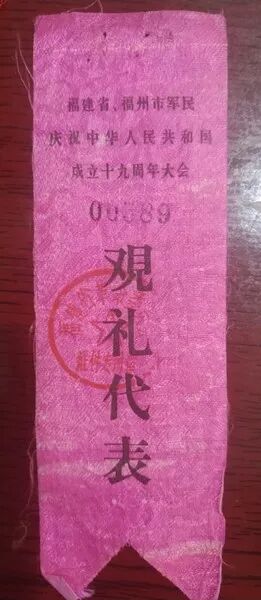 福建省、福州市军民
庆祝中华人民共和国
成立十九周年大会
00589
观礼代表